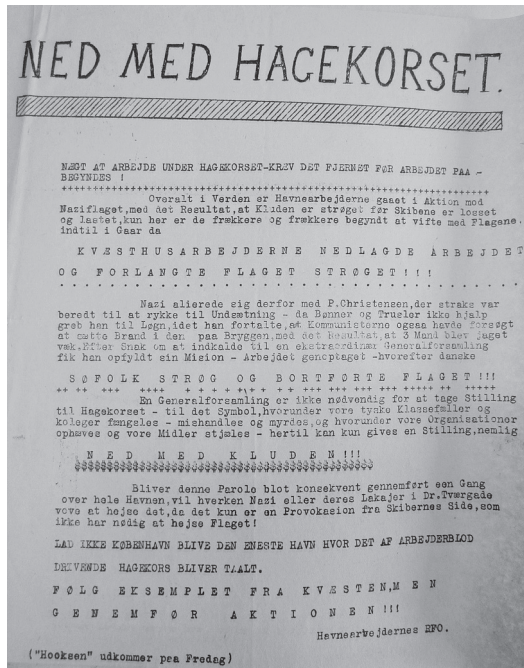 NED MED HAGEKORSET.
NÆGT AT ARBEJDE UNDER HAGEKORSET-KREV DET FJERNET FØR ARBEJDET PAA -
BEGYNDES !
++++++++++++++++++++++++++++++++++++++++++++++++++++++++++++++++++++++
Overalt i Verden er Havnearbejderne gaaet i Aktion mod
Naziflaget,med det Resultat,at Kluden er strøget før Skibene er losset
og lastet,kun her er de frækkere og frækkere begyndt at vifte med Flagene,
indtil i Gaar da
K V Æ S T H U S A R B E J D E R N E  N E D L A G D E  A R B E J D E T
O G  F O R L A N G T E  F L A G E T  S T R Ø G E T ! ! !
. . . . . . . . . . . . . . . . . . . . . . . . . . . . . . . . . . .
Nazi alierede sig derfor med P.Christensen,der straks var
beredt til at rykke til Undsætning - da Bønner og Trusler ikke hjalp
greb han til Løgn,idet han fortalte,at Kommunisterne ogsaa havde forsøgt
at sætte Brand i den paa Bryggen,med det Resultat,at 3 Mand blev jaget
væk.Efter Snak om at indkalde til en ekstraordinær Generalforsamling
fik han opfyldt sin Mision - Arbejdet genoptaget -hvorefter danske
S Ø F O L K  S T R Ø G  O G  B O R T F Ø R T E  F L A G E T !!!
++ ++  +++  ++++  + + + ++ + +++ +++ +++ +++ ++ +++++
En Generalforsamling er ikke nødvendig for at tage Stilling
til Hagekorset - til det Symbol,hvorunder vore tyske Klassefæller og
koleger fængsles - mishandles og myrdes,og hvorunder vore Organisationer
ophæves og vore Midler stjæles - hertil kan kun gives en Stilling,nemlig
N E D  M E D  K L U D E N ! ! !
Bliver denne Parole blot konsekvent gennemført een Gang
over hele Havnen,vil hverken Nazi eller deres Lakajer i Dr.Tværgade
vove at hejse det,da det kun er en Provokation fra Skibernes Side,som
ikke har nødig at hejse Flaget!
LAD IKKE KØBENHAVN BLIVE DEN ENESTE HAVN HVOR DET AF ARBEJDERBLOD
DRIVENDE HAGEKORS BLIVER TAALT.
F Ø L G  E K S E M P L E T  F R A  K V Æ S T E N,M E N
G E N E M F Ø R  A K T I O N E N ! ! !
Havnearbejdernes RFO.
("Hooksen" udkommer paa Fredag)